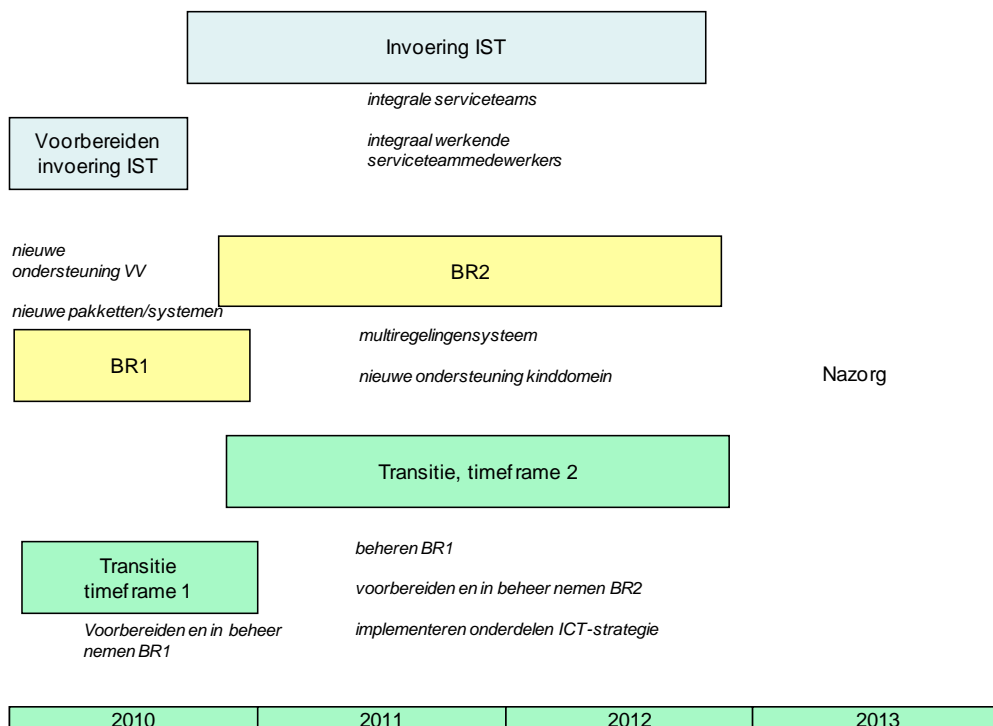 Invoering IST
integrale serviceteams
Voorbereiden
invoering IST
integraal werkende
serviceteammedewerkers
nieuwe
ondersteuning VV
BR2
nieuwe pakketten/systemen
multiregelingensysteem
BR1
nieuwe ondersteuning kinddomein
Nazorg
Transitie, timeframe 2
Transitie
timeframe 1
beheren BR1
voorbereiden en in beheer nemen BR2
Voorbereiden en in beheer
nemen BR1
implementeren onderdelen ICT-strategie
2010 2011 2012 2013